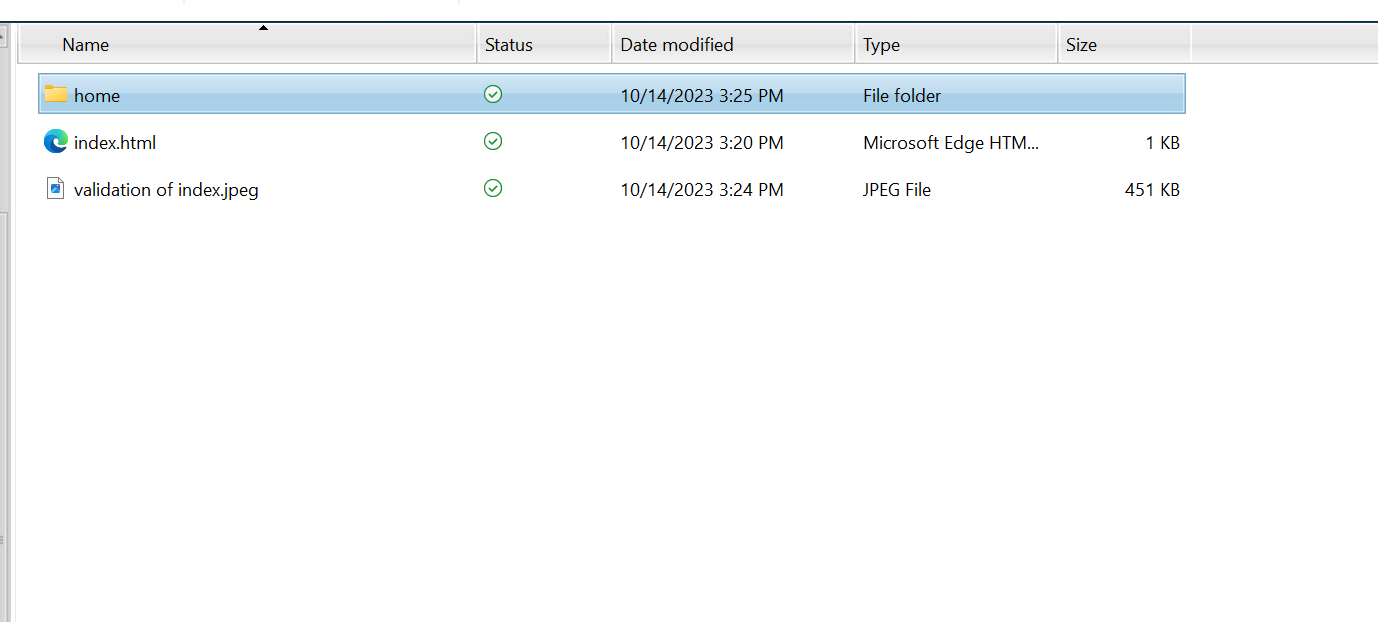 Name Status Date modified Type Size
home 10/14/2023 3:25 PM File folder
index.html 10/14/2023 3:20 PM Microsoft Edge HTM... 1 KB
validation of index.jpeg 10/14/2023 3:24 PM JPEG File 451 KB